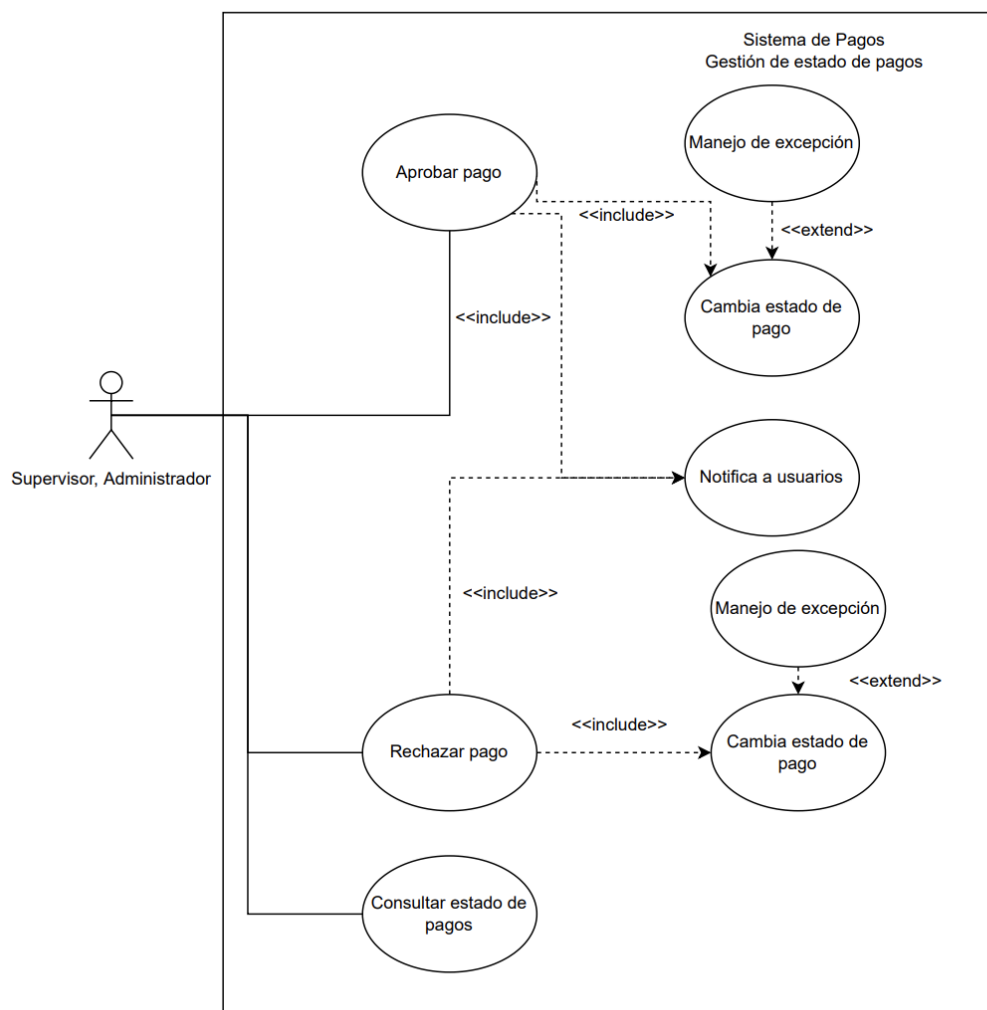 Sistema de Pagos
Gestión de estado de pagos
Manejo de excepción
Aprobar pago
<<include>>
<<extend>>
Cambia estado de
pago
<<include>>
Supervisor, Administrador
Notifica a usuarios
<<include>>
Manejo de excepción
<<extend>>
<<include>>
Rechazar pago
Cambia estado de
pago
Consultar estado de
pagos